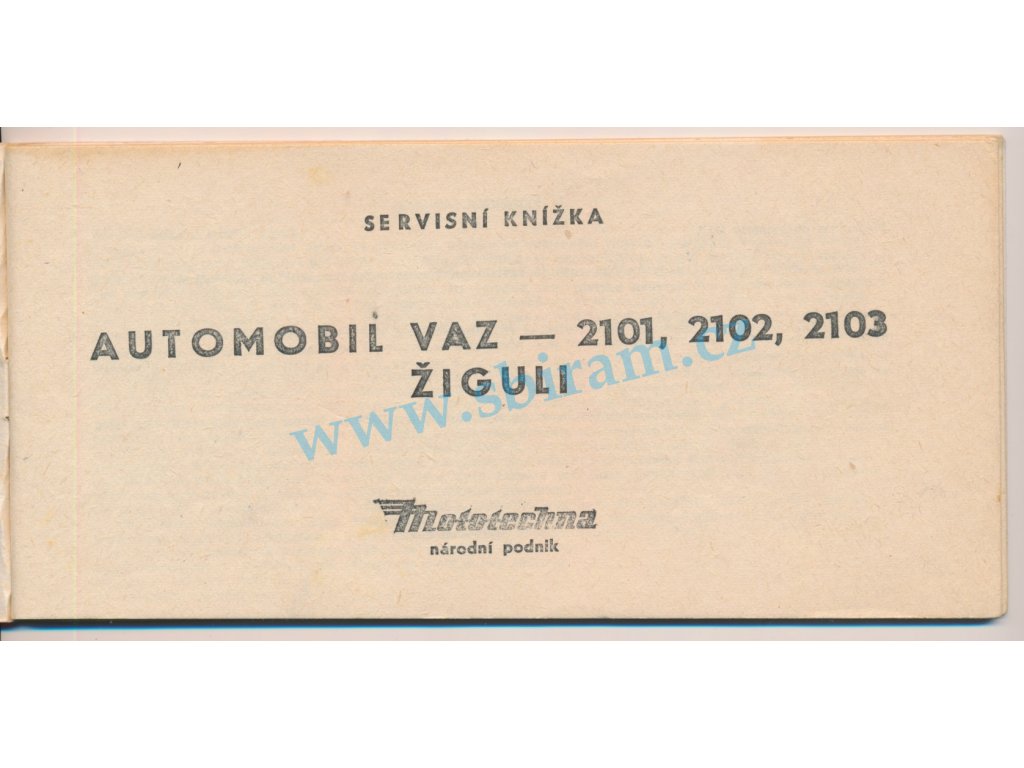 SERVISNÍ KNÍŽKA
AUTOMOBIL VAZ — 2101, 2102, 2103
ŽIGULI
www.sbiram.cz
Mototechna
národní podnik